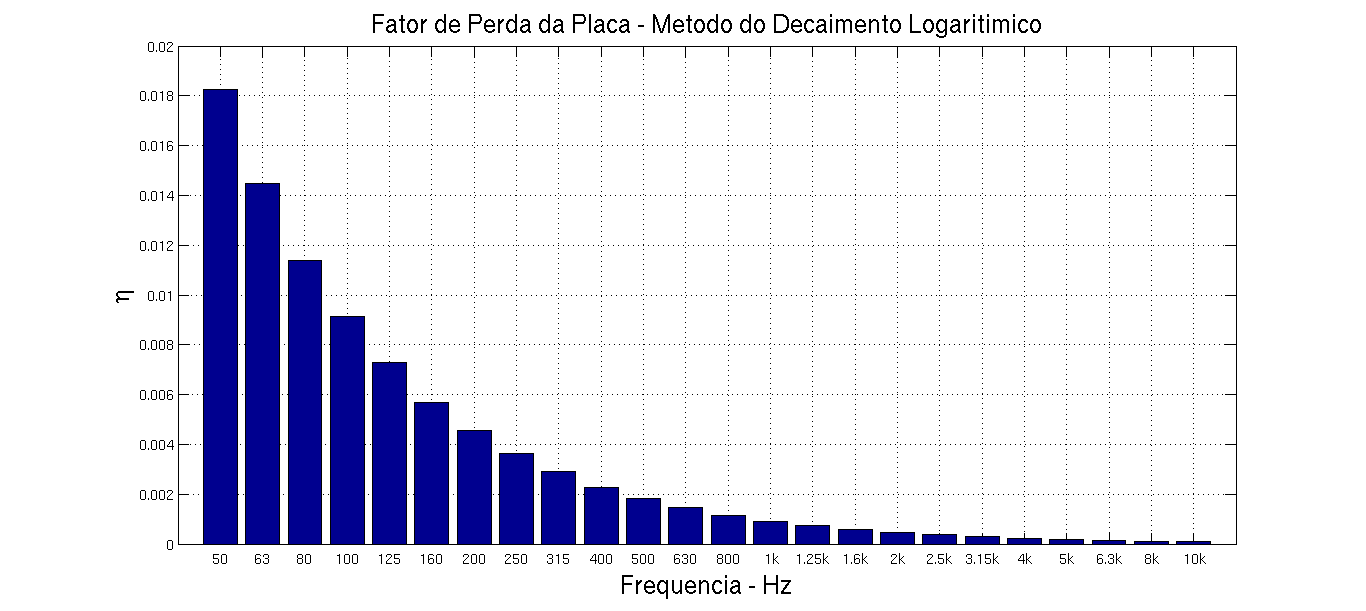 Fator de Perda da Placa - Metodo do Decaimento Logaritimico
0.02
0.018
0.016
0.014
0.012
0.01
0.008
0.006
0.004
0.002
0
η
50 63 80 100 125 160 200 250 315 400 500 630 800 1k 1.25k 1.6k 2k 2.5k 3.15k 4k 5k 6.3k 8k 10k
Frequencia - Hz